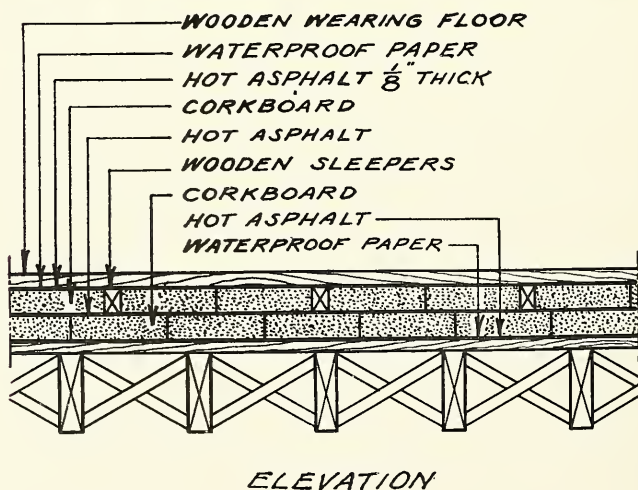 WOODEN WEARING FLOOR
WATERPROOF PAPER
HOT ASPHALT 1/8" THICK
CORKBOARD
HOT ASPHALT
WOODEN SLEEPERS
CORKBOARD
HOT ASPHALT
WATERPROOF PAPER
ELEVATION